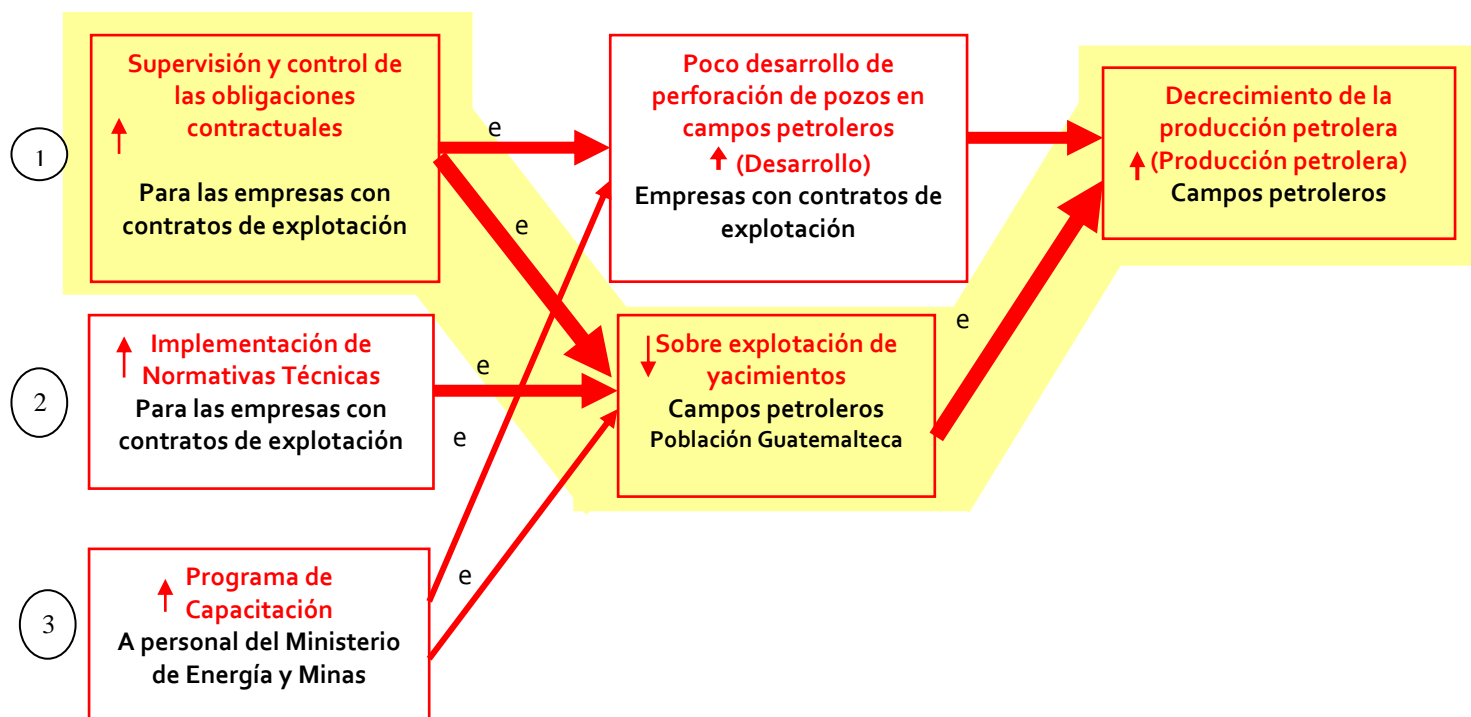 1
Supervisión y control de
las obligaciones
contractuales
Para las empresas con
contratos de explotación
e
e
Poco desarrollo de
perforación de pozos en
campos petroleros
(Desarrollo)
Empresas con contratos de
explotación
Decrecimiento de la
producción petrolera
(Producción petrolera)
Campos petroleros
2
Implementación de
Normativas Técnicas
Para las empresas con
contratos de explotación
e
e
Sobre explotación de
yacimientos
Campos petroleros
Población Guatemalteca
e
3
Programa de
Capacitación
A personal del Ministerio
de Energía y Minas
e